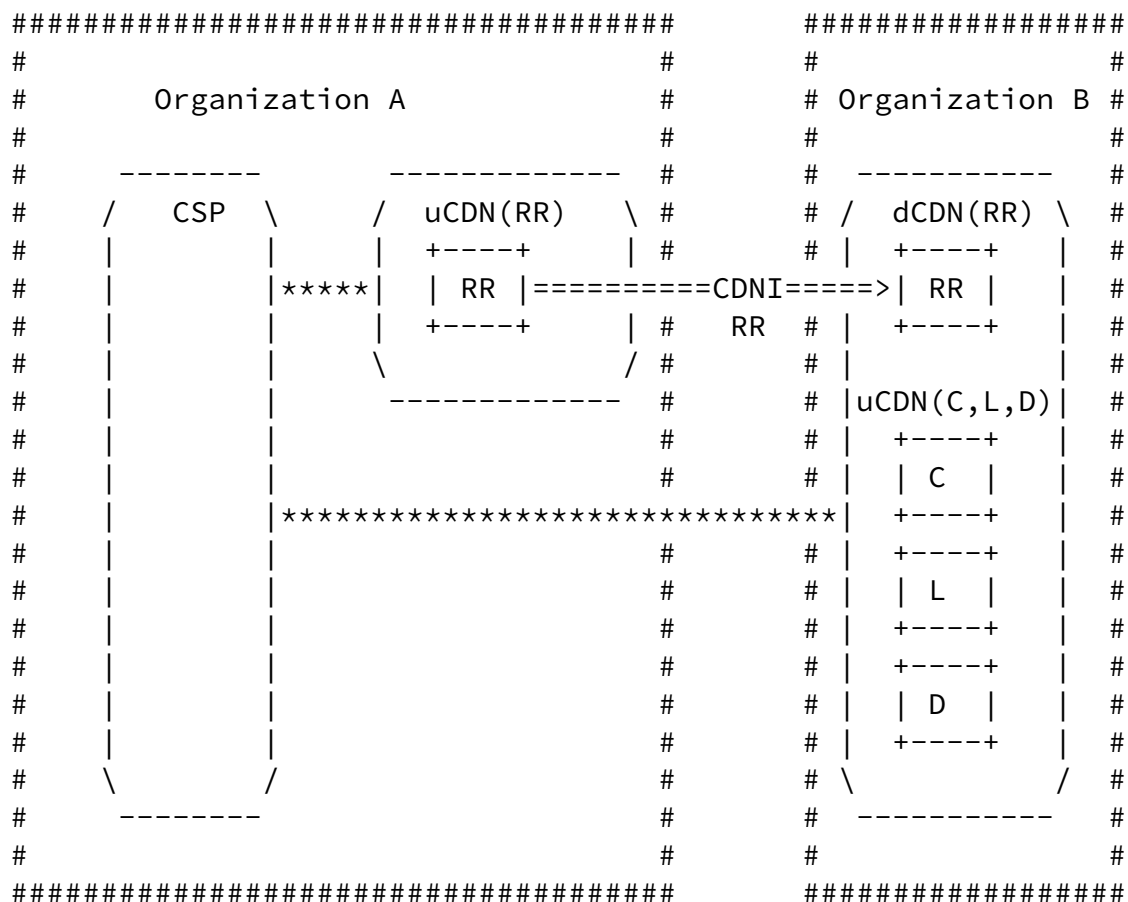 Organization A Organization B
CSP uCDN(RR) dCDN(RR)
RR CDNI RR
RR
uCDN(C,L,D)
C
L
D